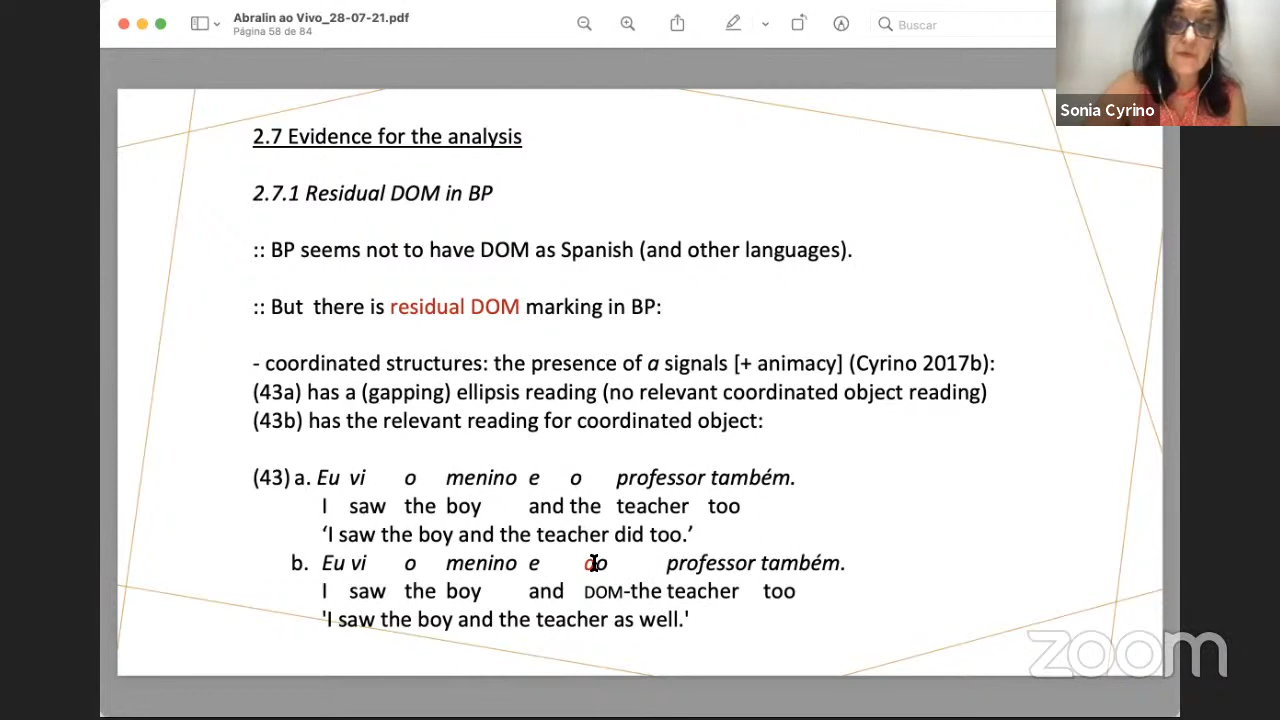 Abralin ao Vivo_28-07-21.pdf
Página 58 de 84
Buscar
Sonia Cyrino
2.7 Evidence for the analysis
2.7.1 Residual DOM in BP
:: BP seems not to have DOM as Spanish (and other languages).
:: But there is residual DOM marking in BP:
- coordinated structures: the presence of a signals [+ animacy] (Cyrino 2017b):
(43a) has a (gapping) ellipsis reading (no relevant coordinated object reading)
(43b) has the relevant reading for coordinated object:
(43) a. Eu vi o menino e o professor também.
I saw the boy and the teacher too
‘I saw the boy and the teacher did too.’
b. Eu vi o menino e ao professor também.
I saw the boy and DOM-the teacher too
'I saw the boy and the teacher as well.'
zoom